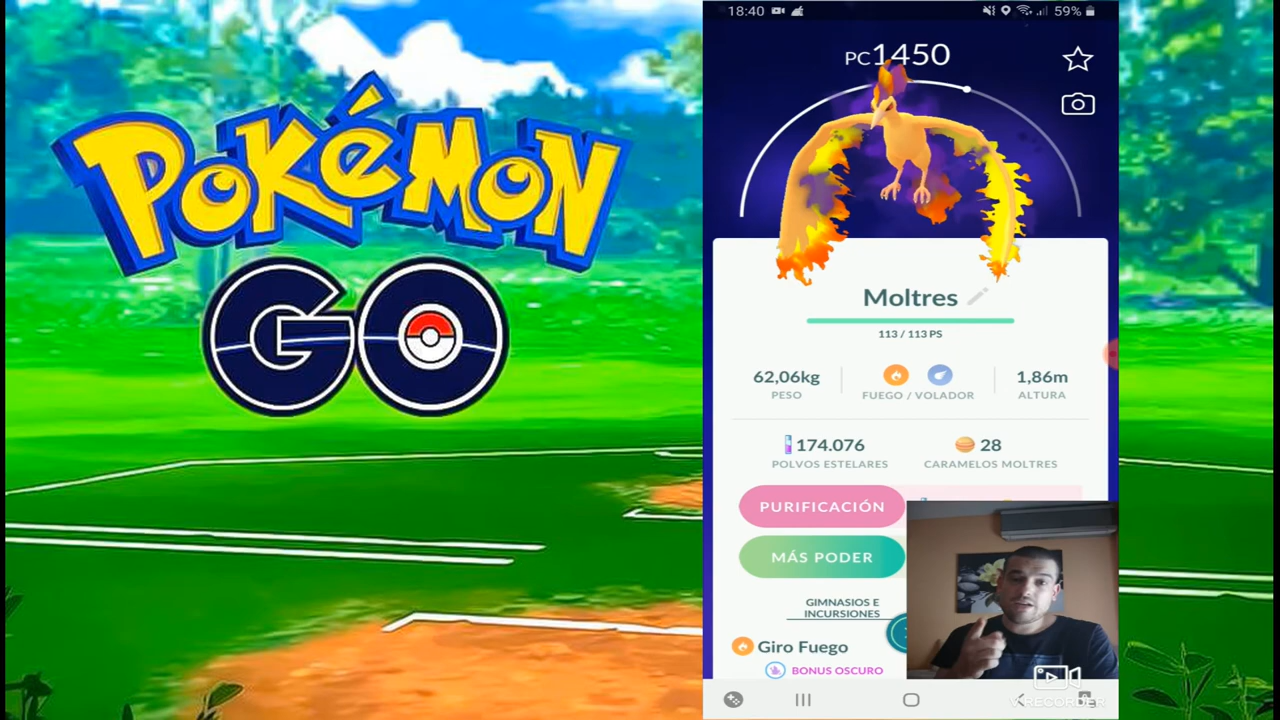 POKéMON
GO
18:40
59%
PC1450
Moltres
113 / 113 PS
62,06kg
PESO
FUEGO / VOLADOR
1,86m
ALTURA
174.076
POLVOS ESTELARES
28
CARAMELOS MOLTRES
PURIFICACIÓN
MÁS PODER
GIMNASIOS E
INCURSIONES
Giro Fuego
BONUS OSCURO
V RECORDER